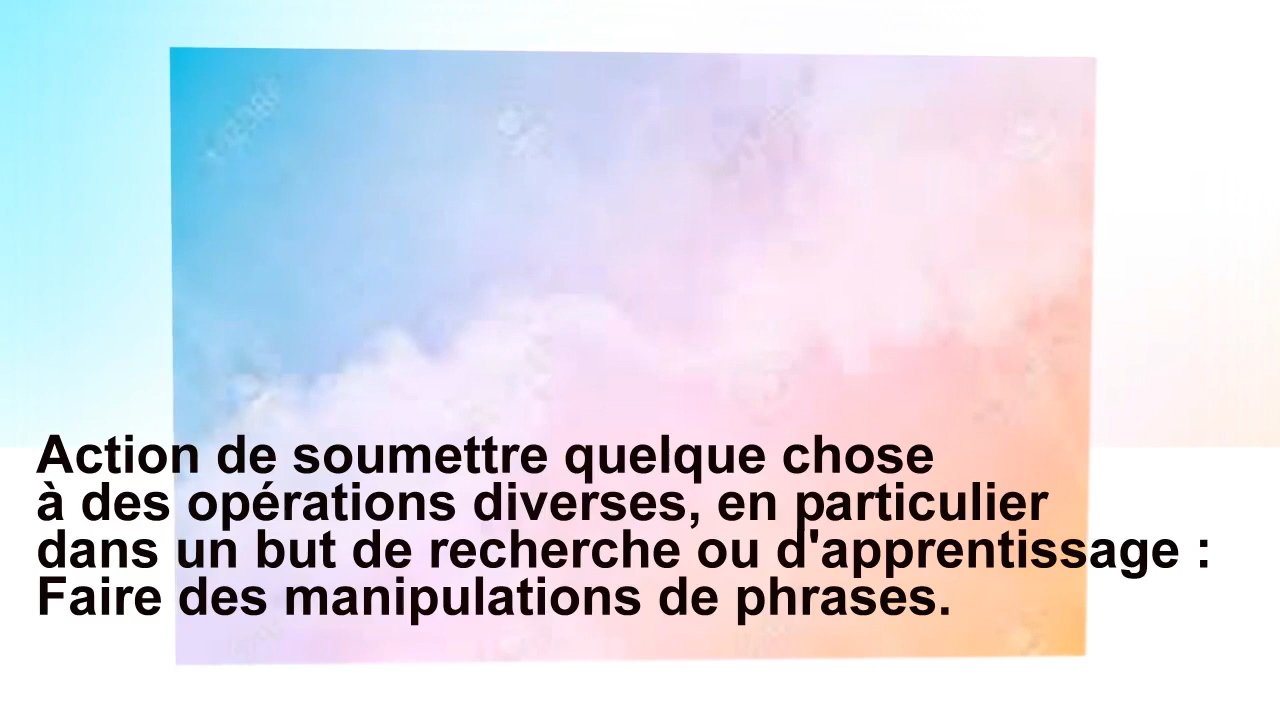 Action de soumettre quelque chose
à des opérations diverses, en particulier
dans un but de recherche ou d'apprentissage :
Faire des manipulations de phrases.